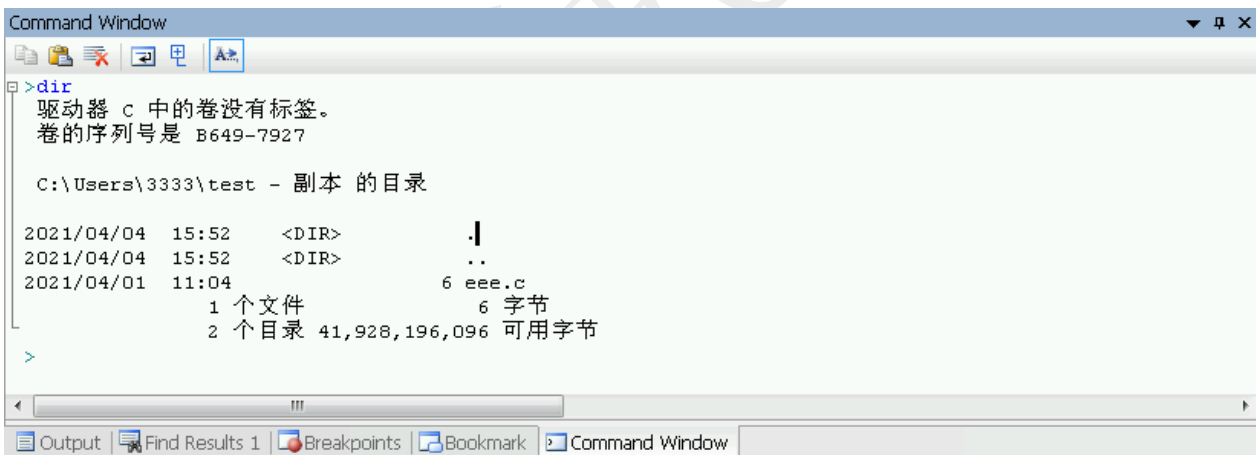 Command Window
>dir
驱动器 C 中的卷没有标签。
卷的序列号是 B649-7927
C:\Users\3333\test - 副本 的目录
2021/04/04  15:52    <DIR>          .
2021/04/04  15:52    <DIR>          ..
2021/04/01  11:04                 6 eee.c
1 个文件              6 字节
2 个目录 41,928,196,096 可用字节
>
Output Find Results 1 Breakpoints Bookmark Command Window